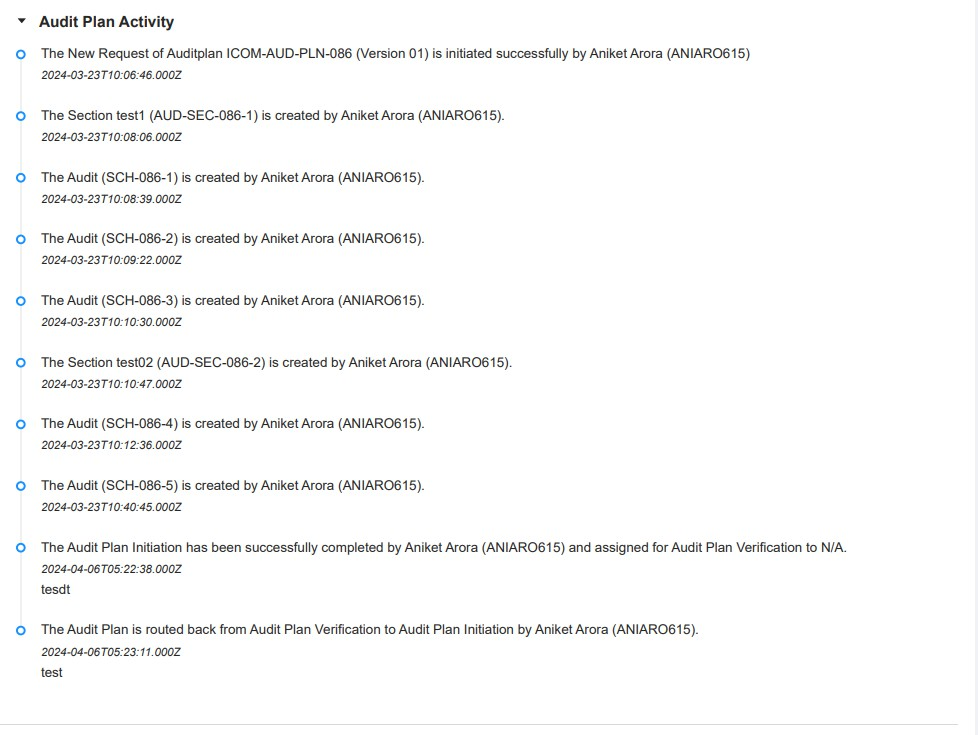 Audit Plan Activity
The New Request of Auditplan ICOM-AUD-PLN-086 (Version 01) is initiated successfully by Aniket Arora (ANIARO615)
2024-03-23T10:06:46.000Z
The Section test1 (AUD-SEC-086-1) is created by Aniket Arora (ANIARO615).
2024-03-23T10:08:06.000Z
The Audit (SCH-086-1) is created by Aniket Arora (ANIARO615).
2024-03-23T10:08:39.000Z
The Audit (SCH-086-2) is created by Aniket Arora (ANIARO615).
2024-03-23T10:09:22.000Z
The Audit (SCH-086-3) is created by Aniket Arora (ANIARO615).
2024-03-23T10:10:30.000Z
The Section test02 (AUD-SEC-086-2) is created by Aniket Arora (ANIARO615).
2024-03-23T10:10:47.000Z
The Audit (SCH-086-4) is created by Aniket Arora (ANIARO615).
2024-03-23T10:12:36.000Z
The Audit (SCH-086-5) is created by Aniket Arora (ANIARO615).
2024-03-23T10:40:45.000Z
The Audit Plan Initiation has been successfully completed by Aniket Arora (ANIARO615) and assigned for Audit Plan Verification to N/A.
2024-04-06T05:22:38.000Z
tesdt
The Audit Plan is routed back from Audit Plan Verification to Audit Plan Initiation by Aniket Arora (ANIARO615).
2024-04-06T05:23:11.000Z
test